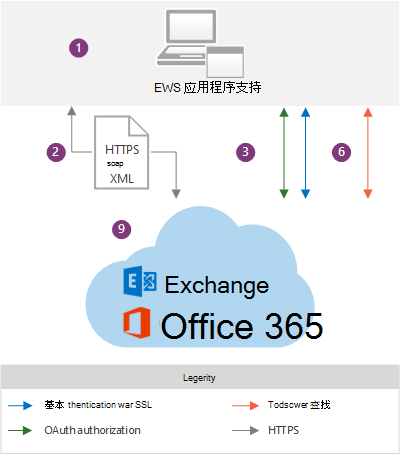 1
EWS 应用程序支持
2
HTTPS
soap
XML
3
6
9
Exchange
Office 365
Legerity
基本 thentication war SSL
Todscwer 查找
OAuth authorization
HTTPS